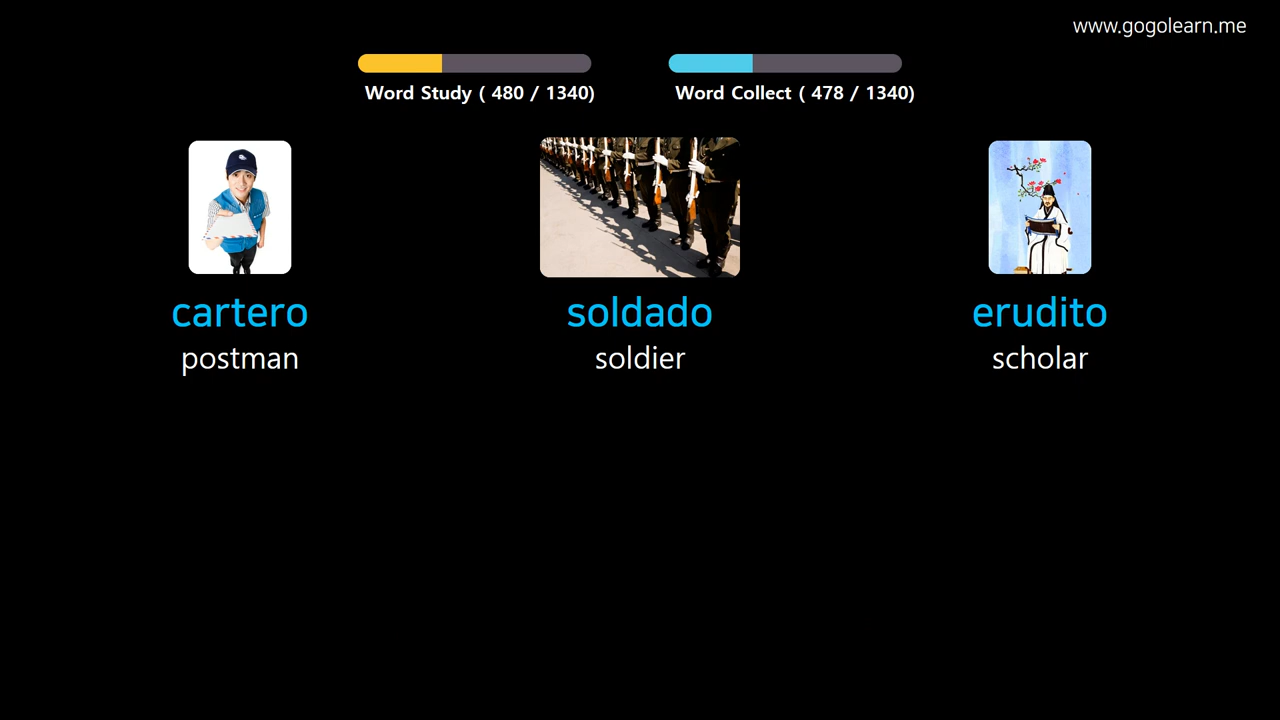 www.gogolearn.me
Word Study ( 480 / 1340)
Word Collect ( 478 / 1340)
cartero
soldado
erudito
postman
soldier
scholar